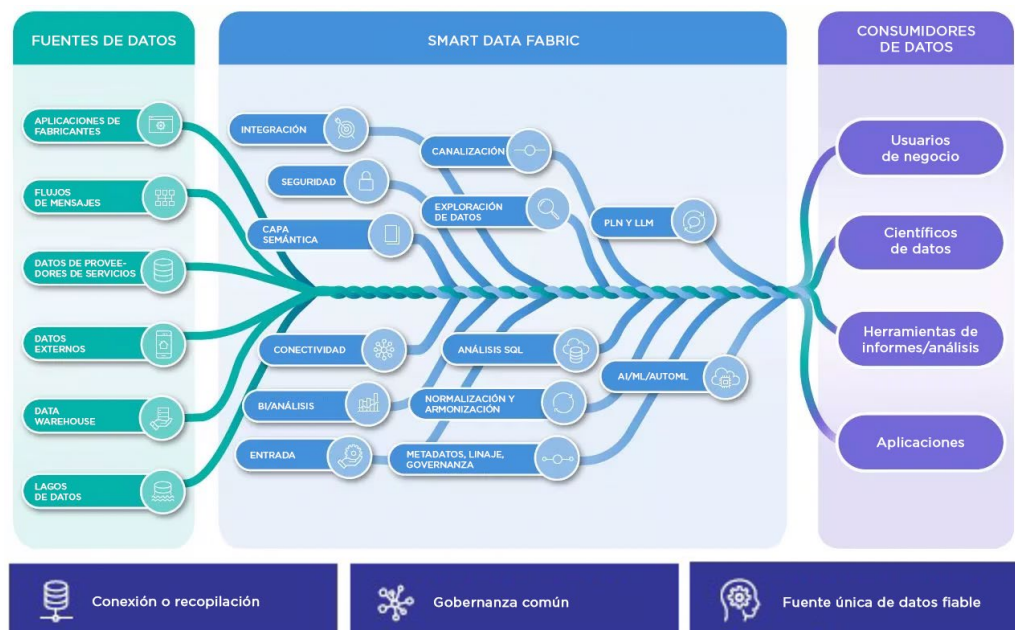 FUENTES DE DATOS
APLICACIONES DE
FABRICANTES
FLUJOS
DE MENSAJES
DATOS DE PROVEE-
DORES DE SERVICIOS
DATOS
EXTERNOS
DATA
WAREHOUSE
LAGOS
DE DATOS
SMART DATA FABRIC
INTEGRACIÓN
CANALIZACIÓN
SEGURIDAD
EXPLORACIÓN
DE DATOS
PLN Y LLM
CAPA
SEMÁNTICA
CONECTIVIDAD
ANÁLISIS SQL
AI/ML/AUTOML
BI/ANÁLISIS
NORMALIZACIÓN Y
ARMONIZACIÓN
ENTRADA
METADATOS, LINAJE,
GOVERNANZA
CONSUMIDORES
DE DATOS
Usuarios
de negocio
Científicos
de datos
Herramientas de
informes/análisis
Aplicaciones
Conexión o recopilación
Gobernanza común
Fuente única de datos fiable